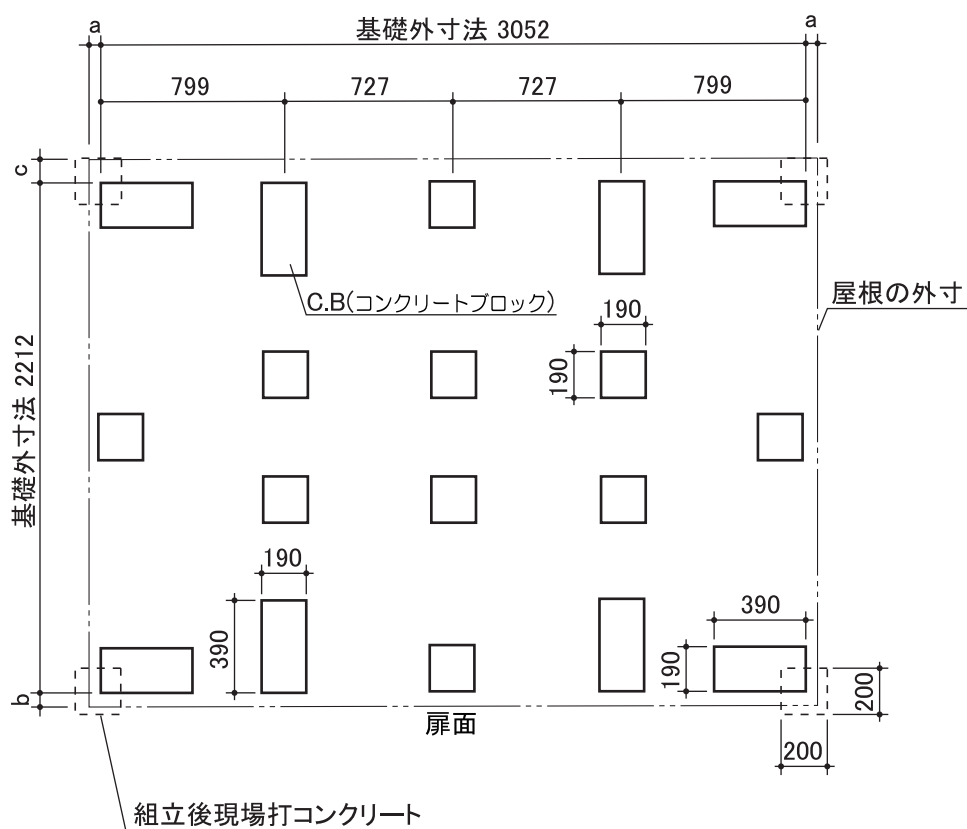 a
基礎外寸法 3052
a
799
727
727
799
c
C.B(コンクリートブロック)
屋根の外寸
190
190
基礎外寸法 2212
190
390
390
190
200
b
扉面
200
組立後現場打コンクリート